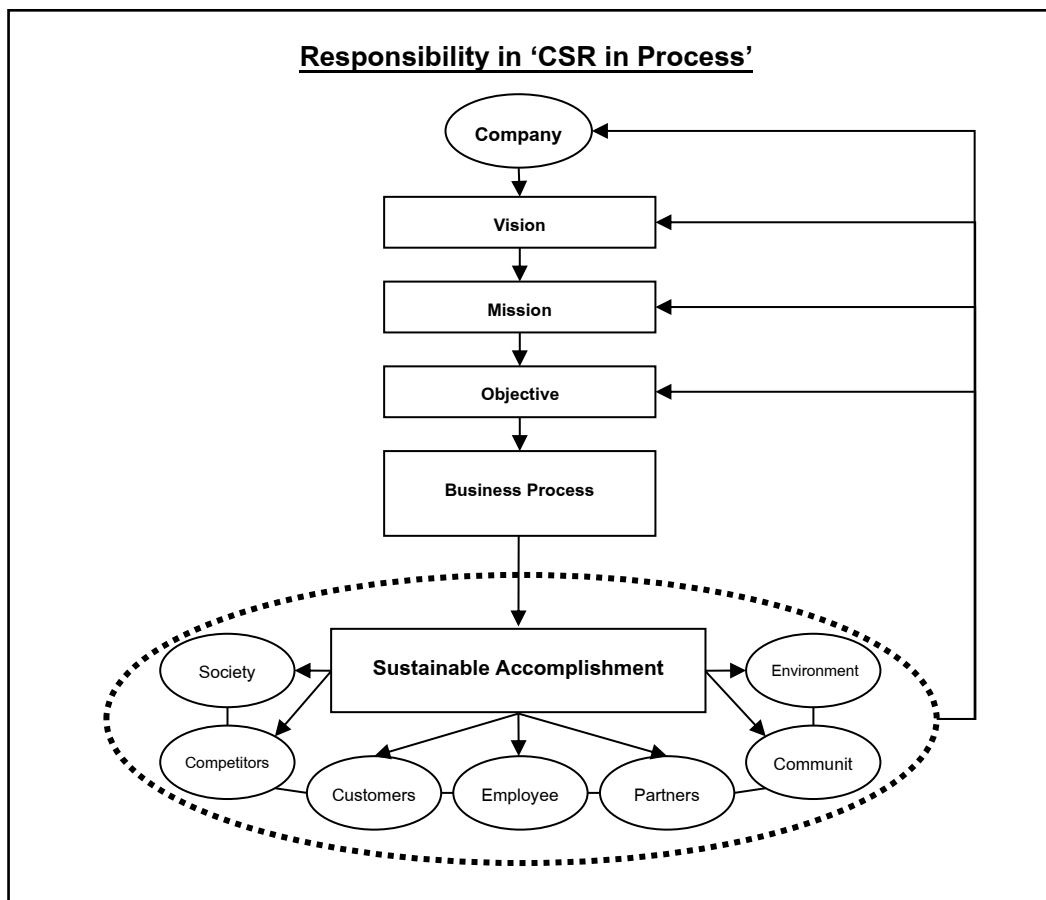 Responsibility in ‘CSR in Process’
Company
Vision
Mission
Objective
Business Process
Sustainable Accomplishment
Society
Environment
Competitors
Communit
Customers
Employee
Partners